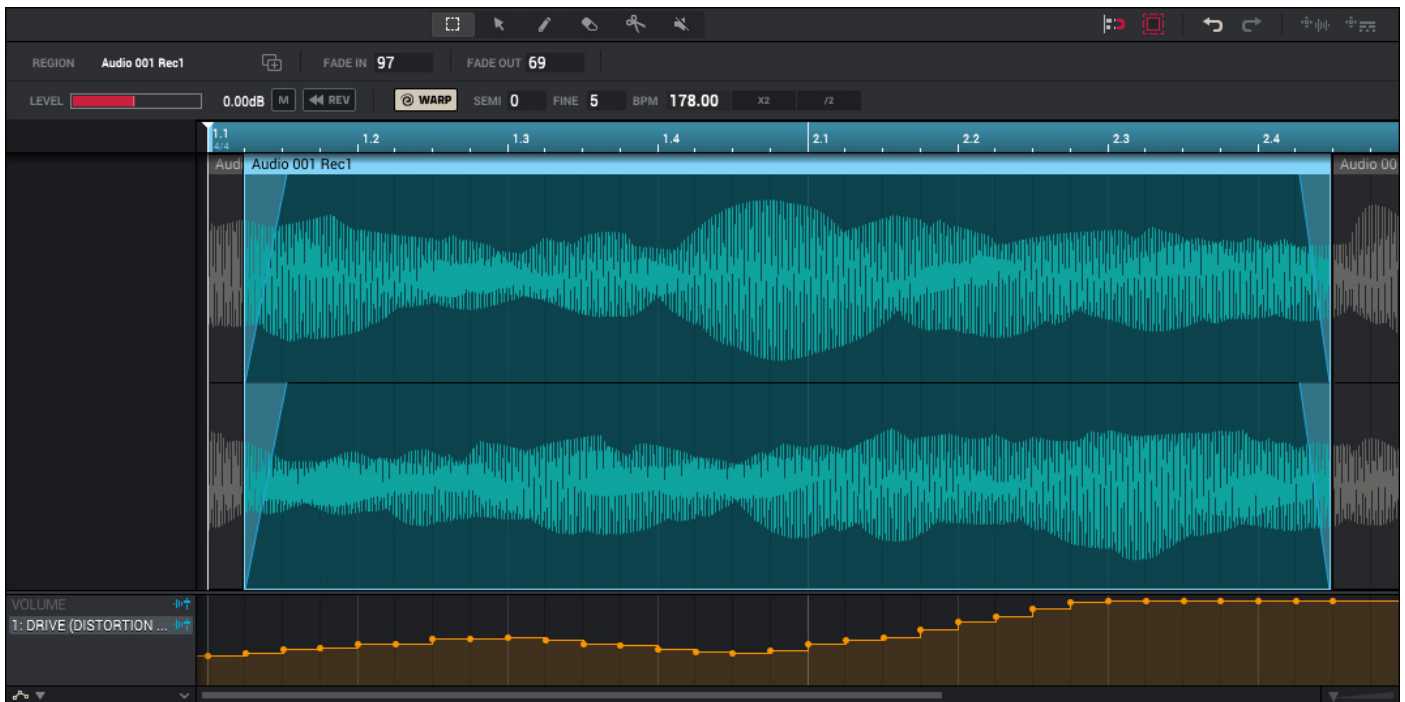 REGION Audio 001 Rec1 FADE IN 97 FADE OUT 69
LEVEL 0.00dB M REV WARP SEMI 0 FINE 5 BPM 178.00 X2 /2
1.1 1.2 1.3 1.4 2.1 2.2 2.3 2.4
4/4
Audi Audio 001 Rec1 Audio 00
VOLUME
1: DRIVE (DISTORTION ...